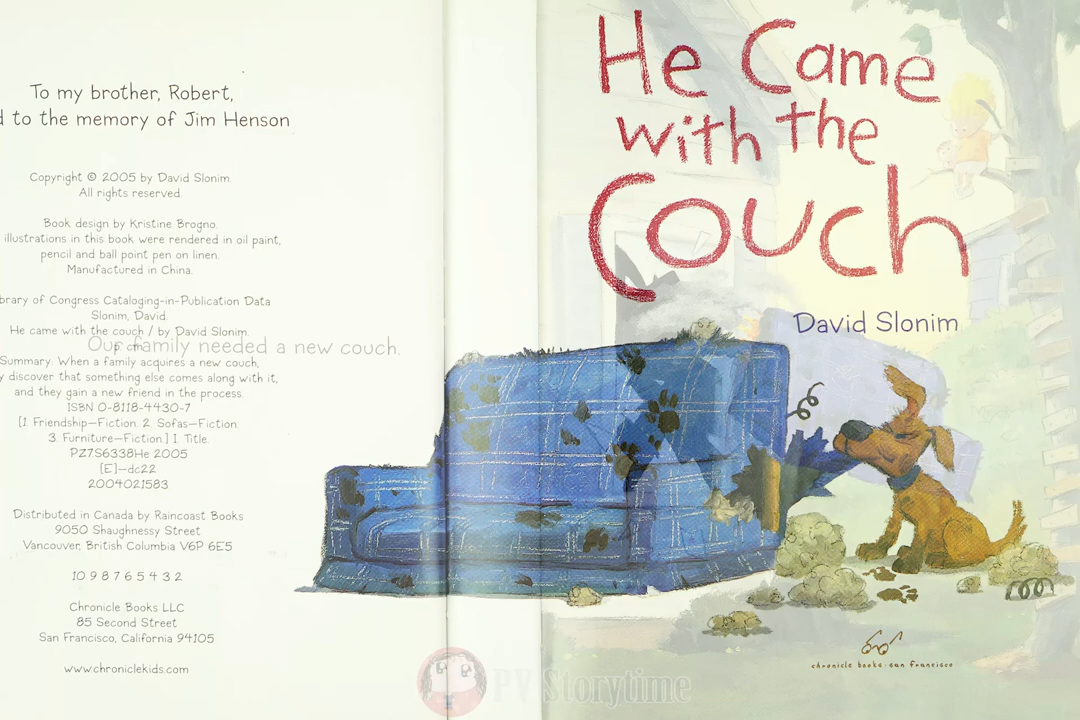 To my brother, Robert,
d to the memory of Jim Henson
Copyright © 2005 by David Slonim.
All rights reserved.
Book design by Kristine Brogno.
illustrations in this book were rendered in oil paint,
pencil and ball point pen on linen.
Manufactured in China.
brary of Congress Cataloging-in-Publication Data
Slonim, David
He came with the couch / by David Slonim.
p. cm.
Our family needed a new couch.
Summary: When a family acquires a new couch,
y discover that something else comes along with it,
and they gain a new friend in the process.
ISBN 0-8118-4430-7
[1. Friendship—Fiction. 2. Sofas—Fiction.
3. Furniture—Fiction.] I. Title.
PZ7S6338He 2005
[E]—dc22
2004021583
Distributed in Canada by Raincoast Books
9050 Shaughnessy Street
Vancouver, British Columbia V6P 6E5
10 9 8 7 6 5 4 3 2
Chronicle Books LLC
85 Second Street
San Francisco, California 94105
www.chroniclekids.com
He Came
with the
Couch
David Slonim
chronicle books · san francisco
PV Storytime